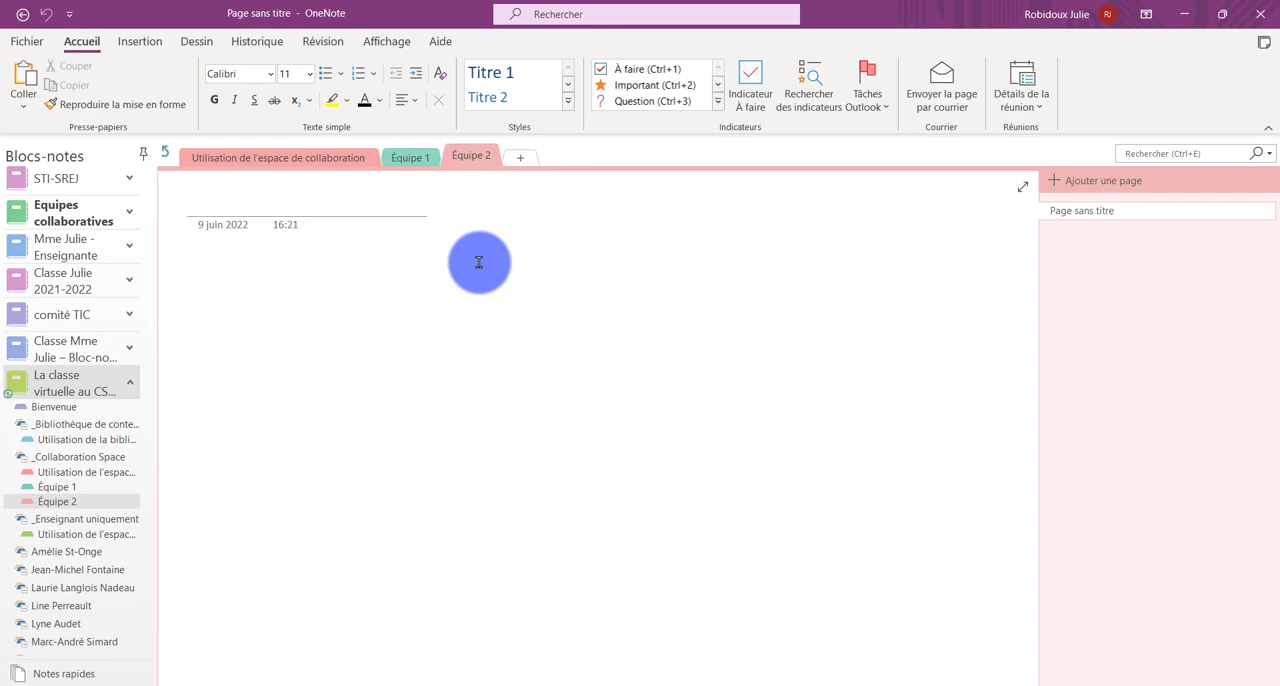 Page sans titre - OneNote
Rechercher
Robidoux Julie
RJ
Fichier
Accueil
Insertion
Dessin
Historique
Révision
Affichage
Aide
Coller
Couper
Copier
Reproduire la mise en forme
Presse-papiers
Calibri
11
G I S ab x₂ A
Texte simple
Titre 1
Titre 2
Styles
À faire (Ctrl+1)
Important (Ctrl+2)
? Question (Ctrl+3)
Indicateur
À faire
Rechercher
des indicateurs
Tâches
Outlook
Indicateurs
Envoyer la page
par courrier
Courrier
Détails de la
réunion
Réunions
Blocs-notes
STI-SREJ
Equipes
collaboratives
Mme Julie -
Enseignante
Classe Julie
2021-2022
comité TIC
Classe Mme
Julie – Bloc-no...
La classe
virtuelle au CS...
Bienvenue
_Bibliothèque de conte...
Utilisation de la bibli...
_Collaboration Space
Utilisation de l'espac...
Équipe 1
Équipe 2
_Enseignant uniquement
Utilisation de l'espac...
Amélie St-Onge
Jean-Michel Fontaine
Laurie Langlois Nadeau
Line Perreault
Lyne Audet
Marc-André Simard
Notes rapides
Utilisation de l'espace de collaboration
Équipe 1
Équipe 2
+
Rechercher (Ctrl+E)
9 juin 2022 16:21
Ajouter une page
Page sans titre